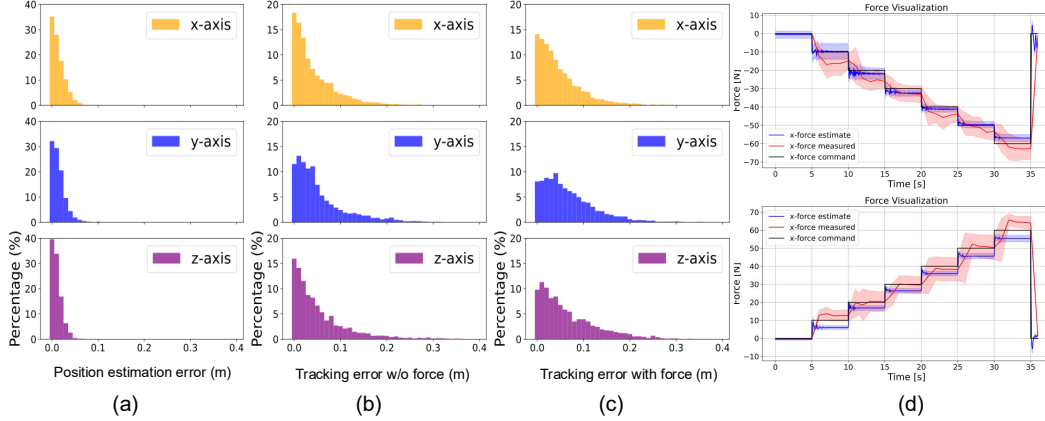 40
30
20
10
0
x-axis
40
30
20
10
0
y-axis
40
30
20
10
0
z-axis
Percentage (%)
0.0 0.1 0.2 0.3 0.4
Position estimation error (m)
(a)
20
15
10
5
0
x-axis
20
15
10
5
0
y-axis
20
15
10
5
0
z-axis
Percentage (%)
0.0 0.1 0.2 0.3 0.4
Tracking error w/o force (m)
(b)
20
15
10
5
0
x-axis
20
15
10
5
0
y-axis
20
15
10
5
0
z-axis
Percentage (%)
0.0 0.1 0.2 0.3 0.4
Tracking error with force (m)
(c)
Force Visualization
10
0
−10
−20
−30
−40
−50
−60
−70
Force [N]
x-force estimate
x-force measured
x-force command
0 5 10 15 20 25 30 35
Time [s]
Force Visualization
70
60
50
40
30
20
10
0
Force [N]
x-force estimate
x-force measured
x-force command
0 5 10 15 20 25 30 35
Time [s]
(d)